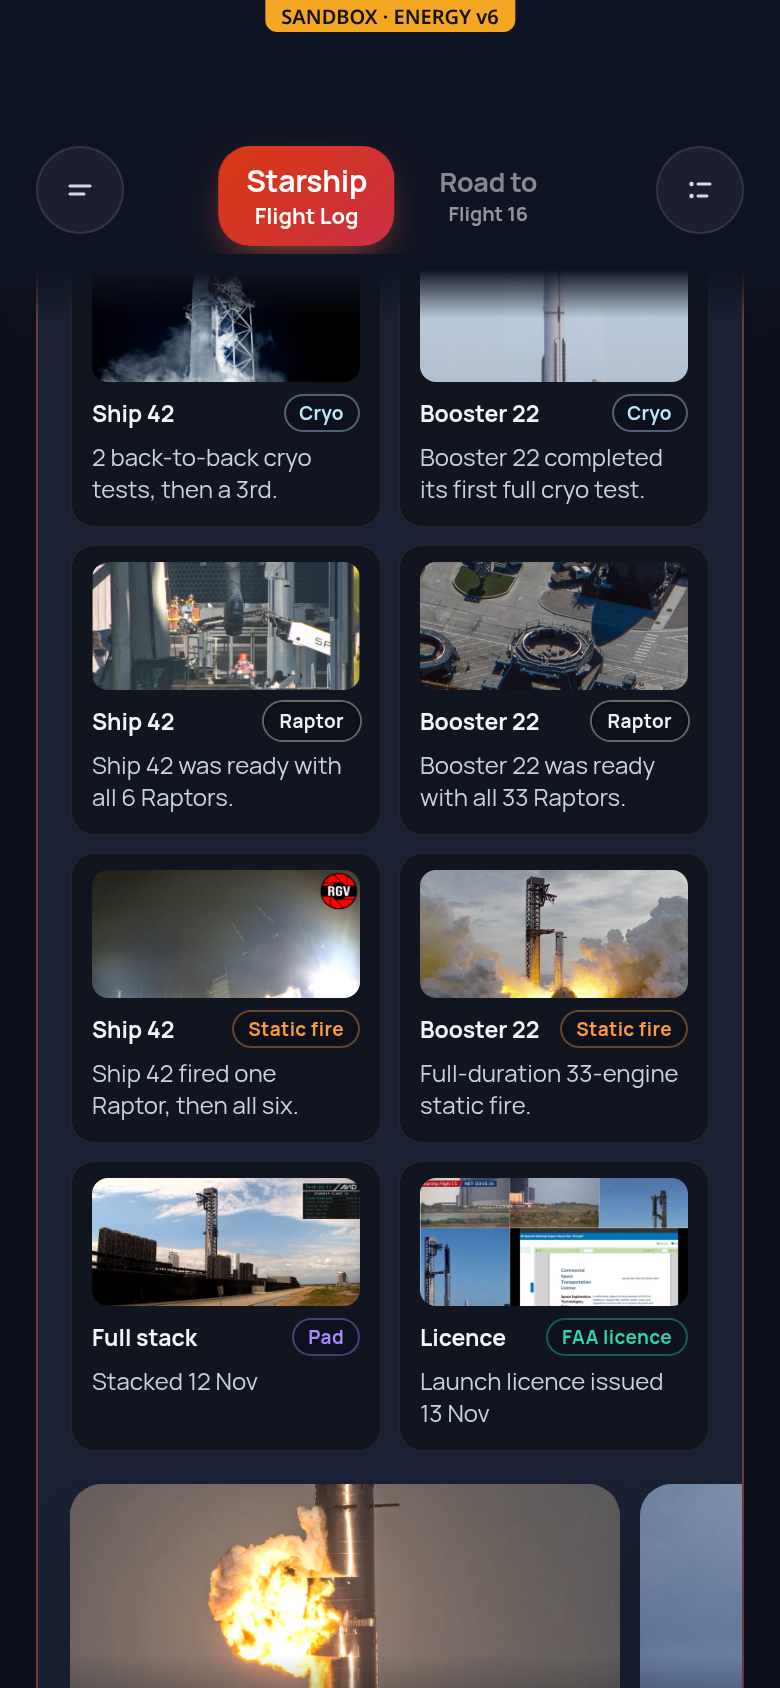 SANDBOX · ENERGY v6
Starship
Flight Log
Road to
Flight 16
Ship 42
Cryo
2 back-to-back cryo
tests, then a 3rd.
Booster 22
Cryo
Booster 22 completed
its first full cryo test.
Ship 42
Raptor
Ship 42 was ready with
all 6 Raptors.
Booster 22
Raptor
Booster 22 was ready
with all 33 Raptors.
RGV
Ship 42
Static fire
Ship 42 fired one
Raptor, then all six.
Booster 22
Static fire
Full-duration 33-engine
static fire.
Full stack
Pad
Stacked 12 Nov
Commercial
Space
Transportation
License
Licence
FAA licence
Launch licence issued
13 Nov